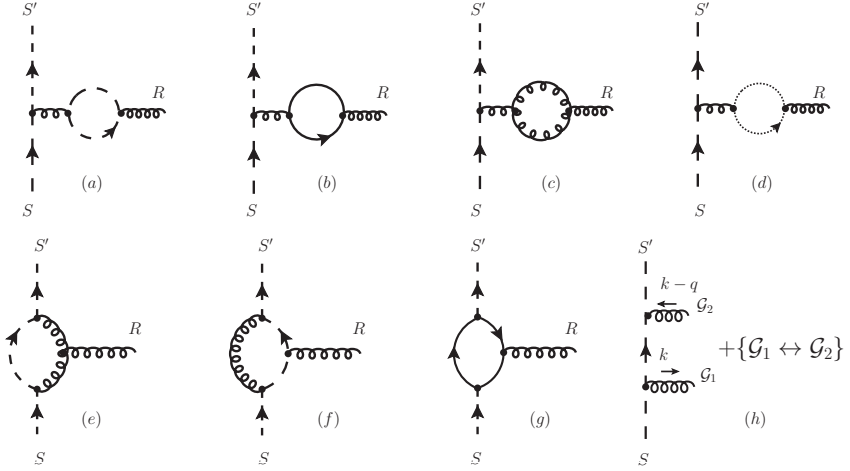 S′ S′ S′ S′
R R R R
(a) (b) (c) (d)
S S S S
S′ S′ S′ S′
k − q
𝒢₂
R R R k +{𝒢₁ ↔ 𝒢₂}
𝒢₁
(e) (f) (g) (h)
S S S S